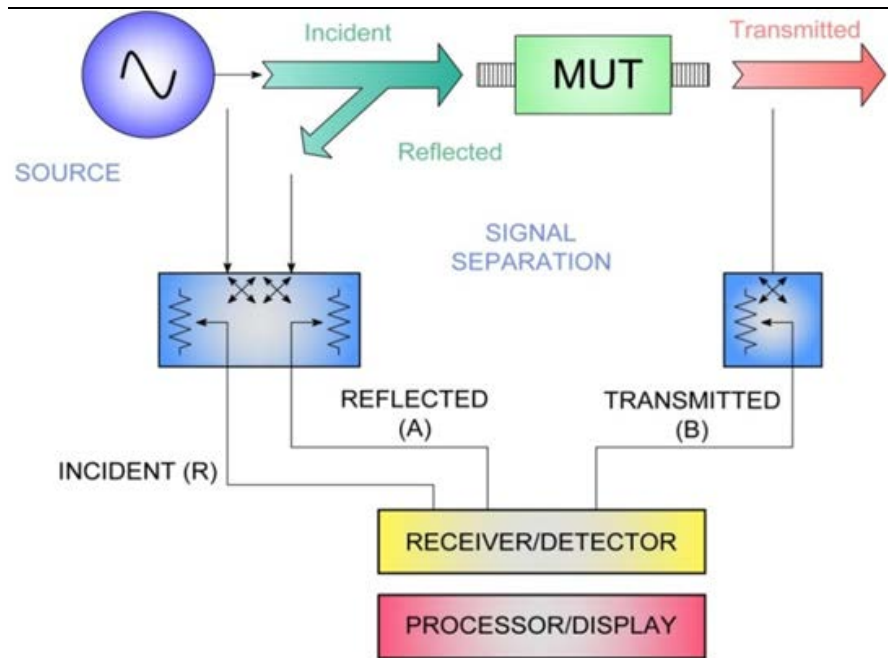 Incident
Transmitted
MUT
Reflected
SOURCE
SIGNAL
SEPARATION
REFLECTED
(A)
TRANSMITTED
(B)
INCIDENT (R)
RECEIVER/DETECTOR
PROCESSOR/DISPLAY